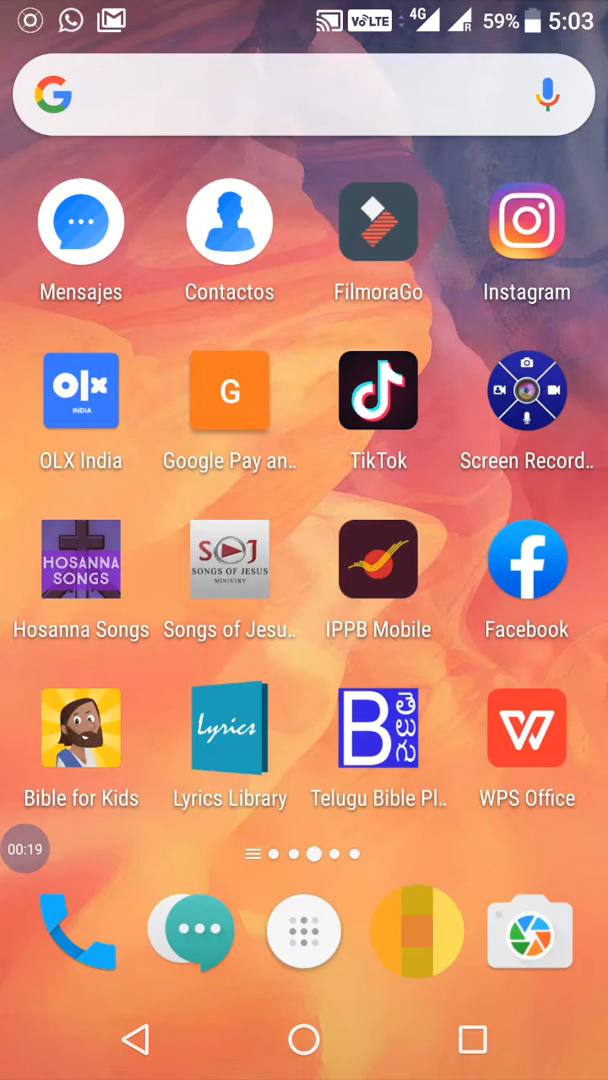 VoLTE 4G R 59% 5:03
G
Mensajes Contactos FilmoraGo Instagram
olx
INDIA
G
OLX India Google Pay an.. TikTok Screen Record..
HOSANNA
SONGS
SOJ
SONGS OF JESUS
MINISTRY
Hosanna Songs Songs of Jesu.. IPPB Mobile Facebook
Lyrics
B తెలుగు
W
Bible for Kids Lyrics Library Telugu Bible Pl.. WPS Office
00:19